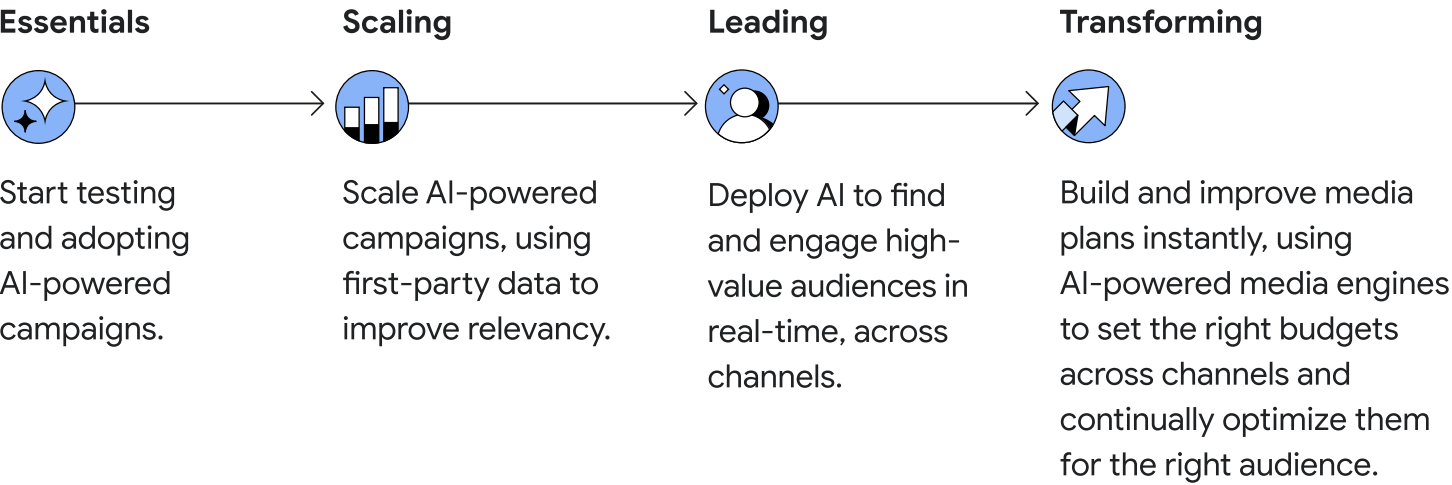 Essentials
Start testing
and adopting
AI-powered
campaigns.
Scaling
Scale AI-powered
campaigns, using
first-party data to
improve relevancy.
Leading
Deploy AI to find
and engage high-
value audiences in
real-time, across
channels.
Transforming
Build and improve media
plans instantly, using
AI-powered media engines
to set the right budgets
across channels and
continually optimize them
for the right audience.